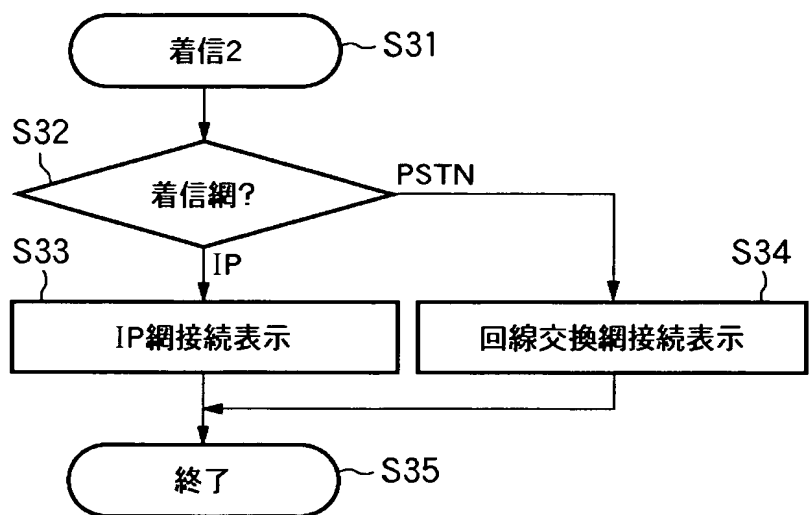 着信2
S31
S32
着信網?
PSTN
IP
S33
S34
IP網接続表示
回線交換網接続表示
終了
S35